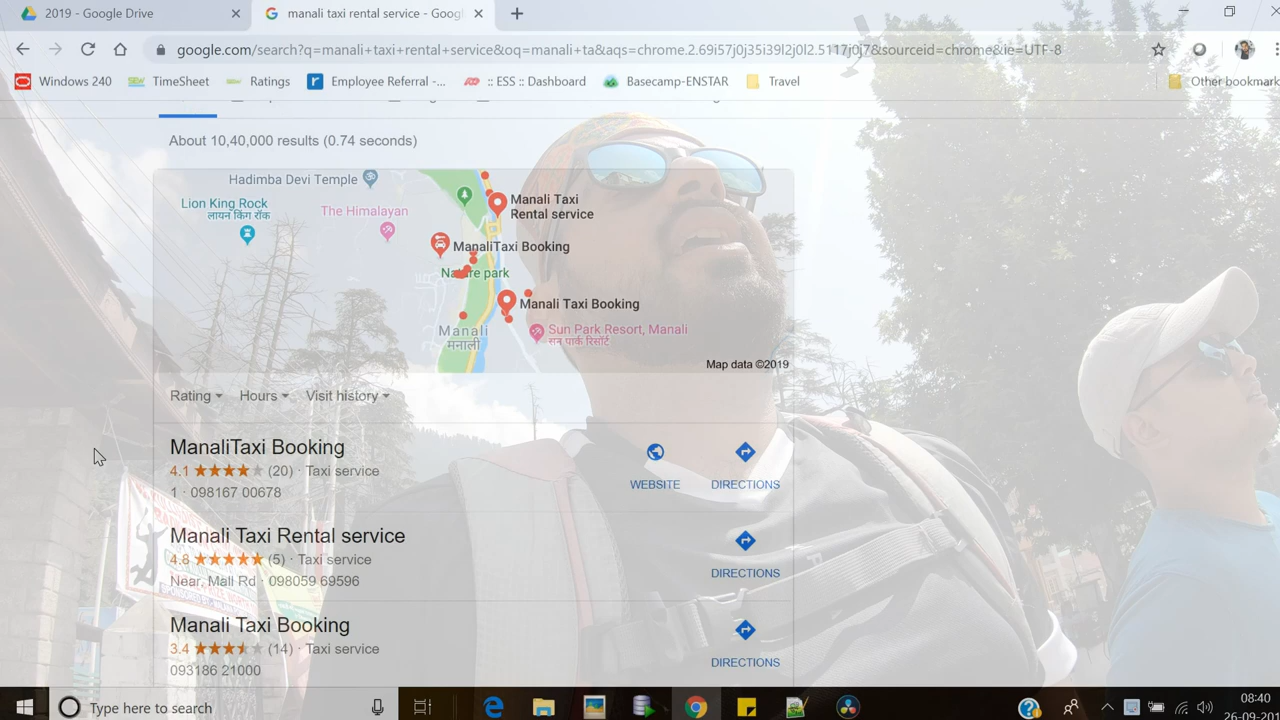 2019 - Google Drive
manali taxi rental service - Googl
google.com/search?q=manali+taxi+rental+service&oq=manali+ta&aqs=chrome.2.69i57j0j35i39l2j0l2.5117j0j7&sourceid=chrome&ie=UTF-8
Windows 240
TimeSheet
Ratings
Employee Referral -...
:: ESS :: Dashboard
Basecamp-ENSTAR
Travel
Other bookmark
About 10,40,000 results (0.74 seconds)
Hadimba Devi Temple
Lion King Rock
लायन किंग रॉक
The Himalayan
Manali Taxi
Rental service
ManaliTaxi Booking
Nature park
Manali Taxi Booking
Manali
मनाली
Sun Park Resort, Manali
सन पार्क रिसॉर्ट
Map data ©2019
Rating Hours Visit history
ManaliTaxi Booking
4.1 (20) · Taxi service
1 · 098167 00678
WEBSITE DIRECTIONS
Manali Taxi Rental service
4.8 (5) · Taxi service
Near, Mall Rd · 098059 69596
DIRECTIONS
Manali Taxi Booking
3.4 (14) · Taxi service
093186 21000
DIRECTIONS
Type here to search
08:40